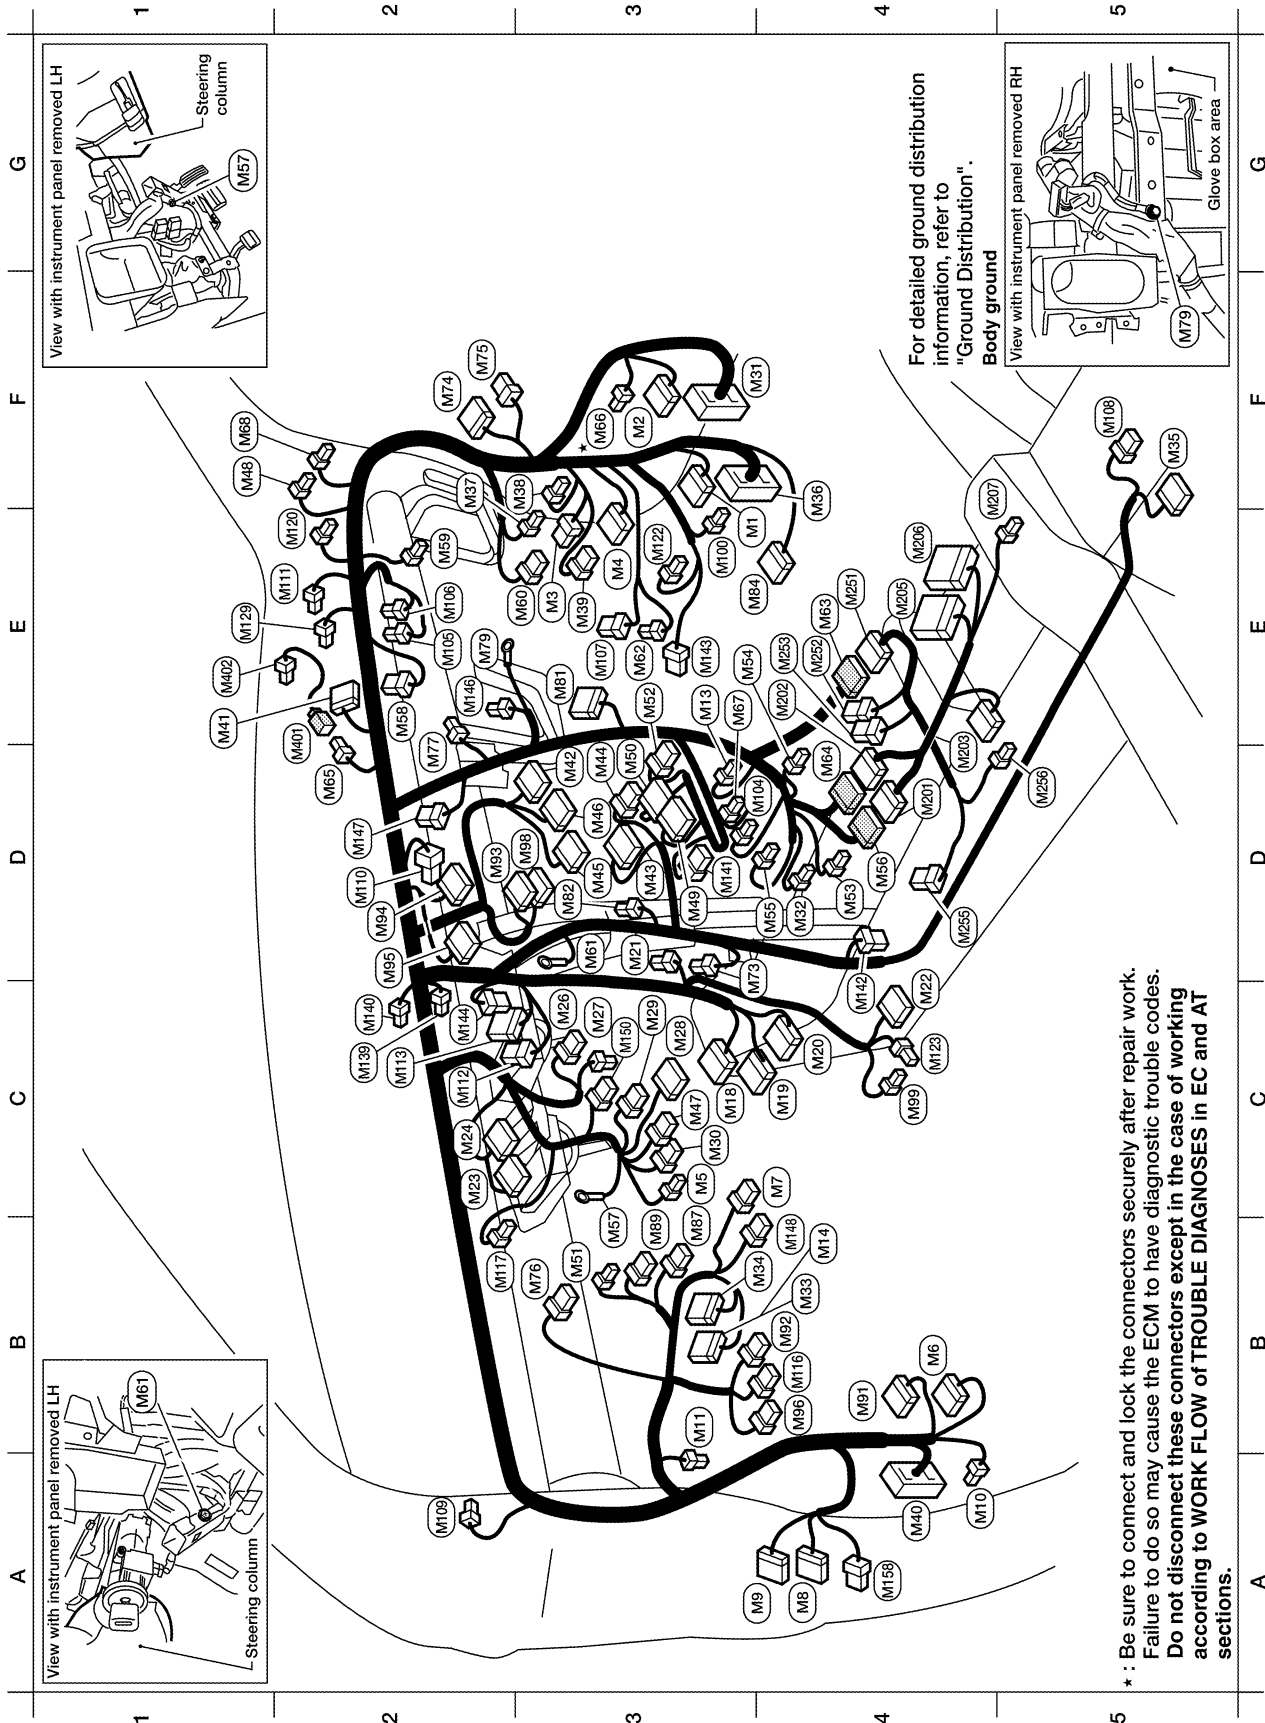 A
B
C
D
E
F
G
1
2
3
4
5
View with instrument panel removed LH
M61
Steering column
View with instrument panel removed LH
Steering
column
M57
M402
M41
M129
M111
M120
M48
M68
M401
M65
M147
M110
M94
M95
M140
M139
M113
M144
M112
M24
M23
M117
M76
M109
M58
M77
M105
M106
M59
M146
M79
M81
M74
M75
M37
M38
M60
M3
M39
M4
M66
★
M2
M31
M36
M1
M100
M122
M84
M107
M62
M143
M42
M44
M50
M52
M46
M45
M43
M93
M98
M82
M49
M141
M13
M67
M54
M104
M64
M253
M202
M252
M63
M251
M205
M206
M207
M203
M201
M256
M56
M53
M32
M55
M255
M61
M21
M73
M142
M22
M26
M27
M150
M29
M28
M47
M30
M5
M57
M18
M19
M20
M123
M99
M51
M89
M87
M7
M148
M14
M34
M33
M92
M116
M96
M11
M91
M6
M40
M10
M9
M8
M158
M108
M35
For detailed ground distribution
information, refer to
"Ground Distribution".
Body ground
View with instrument panel removed RH
M79
Glove box area
★ : Be sure to connect and lock the connectors securely after repair work.
Failure to do so may cause the ECM to have diagnostic trouble codes.
Do not disconnect these connectors except in the case of working
according to WORK FLOW of TROUBLE DIAGNOSES in EC and AT
sections.
A
B
C
D
E
F
G
1
2
3
4
5